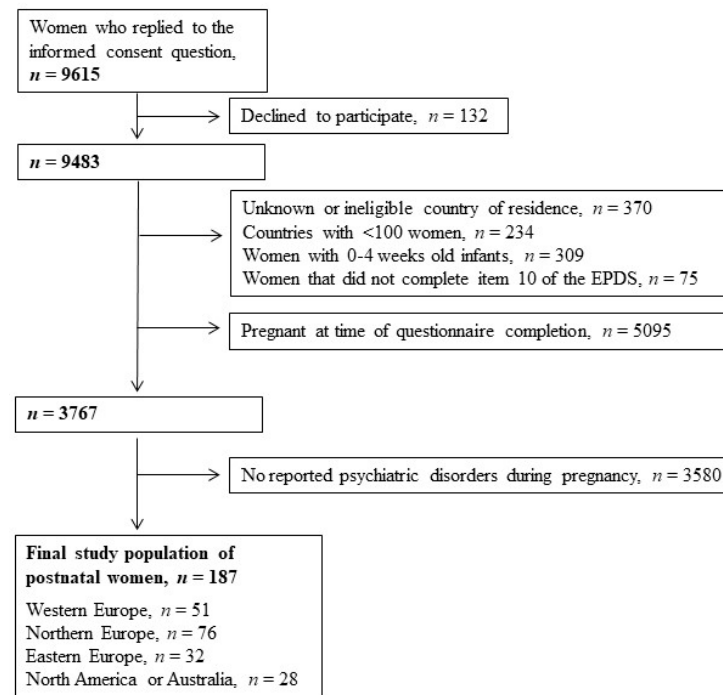 Women who replied to the
informed consent question,
n = 9615
Declined to participate, n = 132
n = 9483
Unknown or ineligible country of residence, n = 370
Countries with <100 women, n = 234
Women with 0-4 weeks old infants, n = 309
Women that did not complete item 10 of the EPDS, n = 75
Pregnant at time of questionnaire completion, n = 5095
n = 3767
No reported psychiatric disorders during pregnancy, n = 3580
Final study population of
postnatal women, n = 187
Western Europe, n = 51
Northern Europe, n = 76
Eastern Europe, n = 32
North America or Australia, n = 28